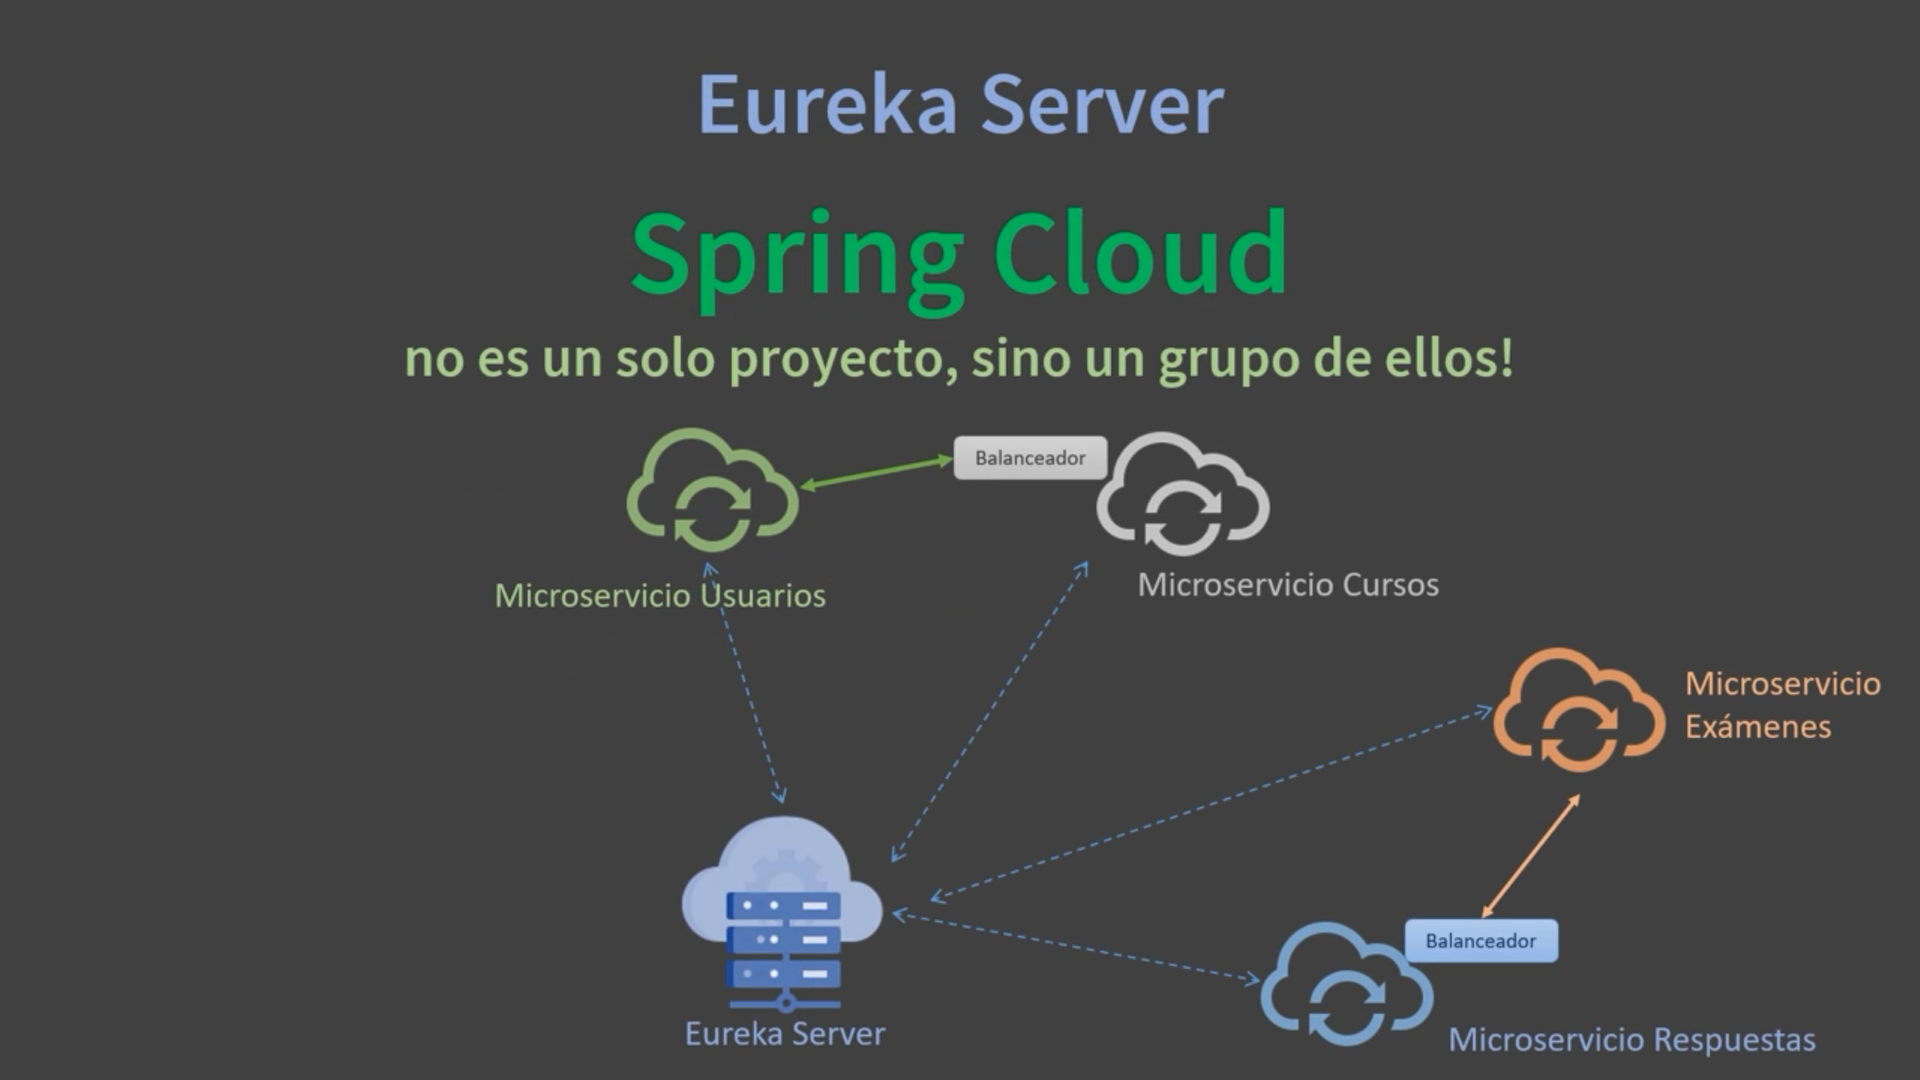 Eureka Server
Spring Cloud
no es un solo proyecto, sino un grupo de ellos!
Balanceador
Microservicio Usuarios
Microservicio Cursos
Microservicio
Exámenes
Balanceador
Eureka Server
Microservicio Respuestas